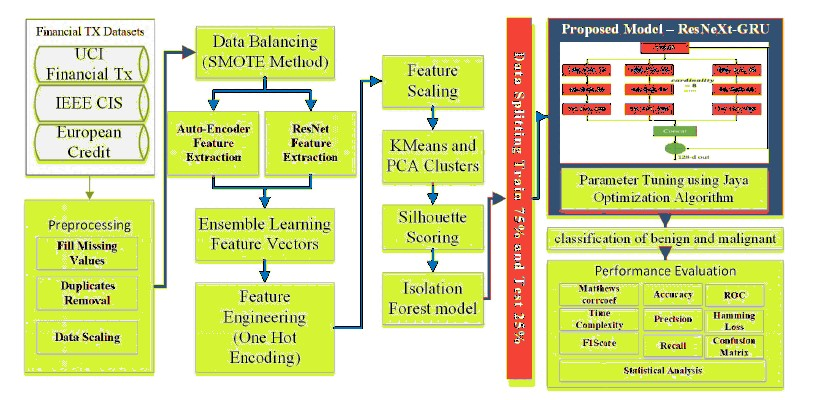 Financial TX Datasets
UCI
Financial Tx
IEEE CIS
European
Credit
Preprocessing
Fill Missing
Values
Duplicates
Removal
Data Scaling
Data Balancing
(SMOTE Method)
Auto-Encoder
Feature
Extraction
ResNet
Feature
Extraction
Ensemble Learning
Feature Vectors
Feature
Engineering
(One Hot
Encoding)
Feature
Scaling
KMeans and
PCA Clusters
Silhouette
Scoring
Isolation
Forest model
Data Splitting Train 75% and Test 25%
Proposed Model – ResNeXt-GRU
cardinality
Concat
128-d out
Parameter Tuning using Jaya
Optimization Algorithm
classification of benign and malignant
Performance Evaluation
Matthews
corrcoef
Accuracy
ROC
Time
Complexity
Precision
Hamming
Loss
F1Score
Recall
Confusion
Matrix
Statistical Analysis